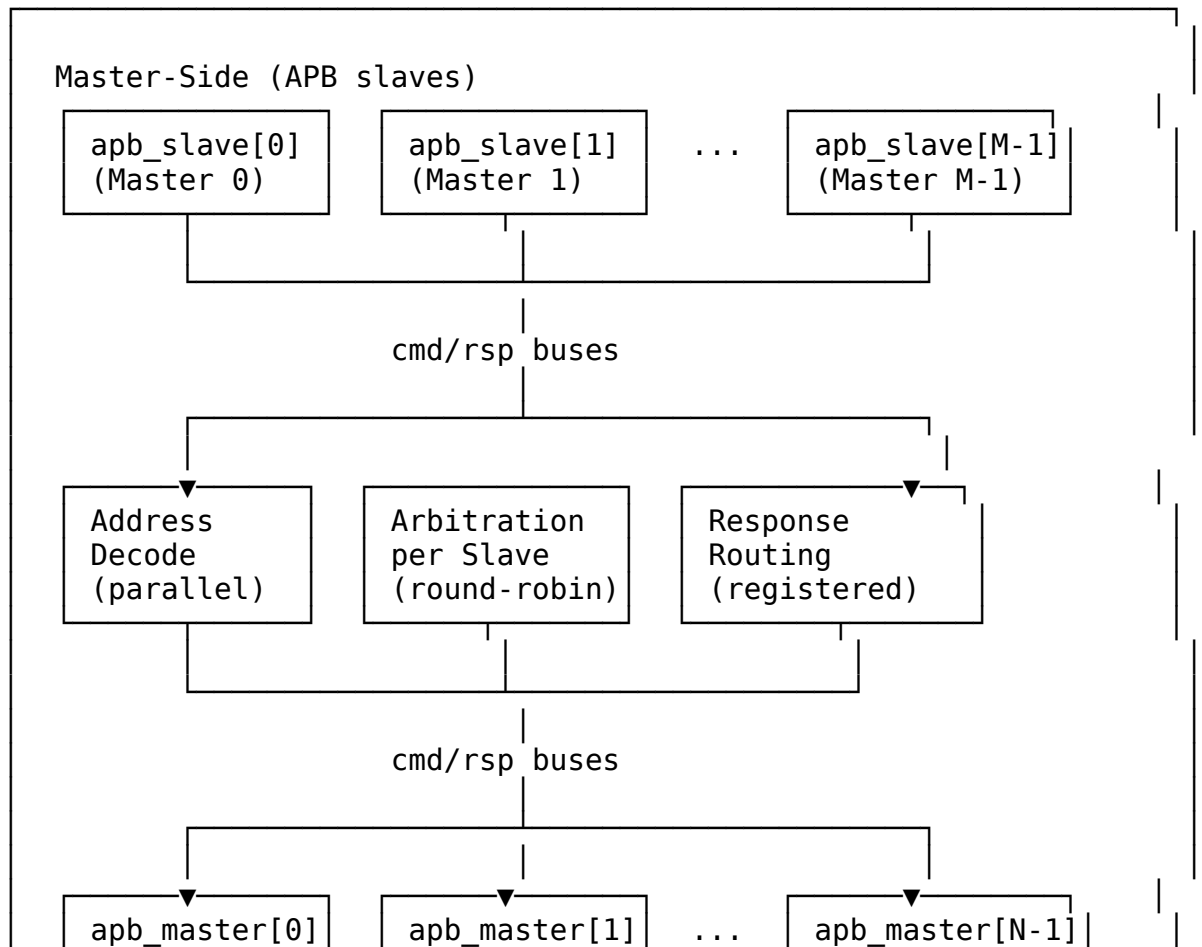 Master-Side (APB slaves)
apb_slave[0] apb_slave[1] ... apb_slave[M-1]
(Master 0) (Master 1) (Master M-1)
cmd/rsp buses
Address Arbitration Response
Decode per Slave Routing
(parallel) (round-robin) (registered)
cmd/rsp buses
apb_master[0] apb_master[1] ... apb_master[N-1]